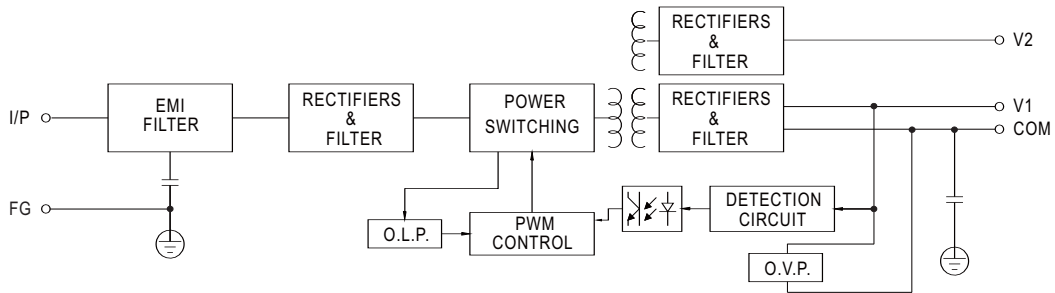 RECTIFIERS
&
FILTER
V2
I/P
EMI
FILTER
RECTIFIERS
&
FILTER
POWER
SWITCHING
RECTIFIERS
&
FILTER
V1
COM
FG
O.L.P.
PWM
CONTROL
DETECTION
CIRCUIT
O.V.P.